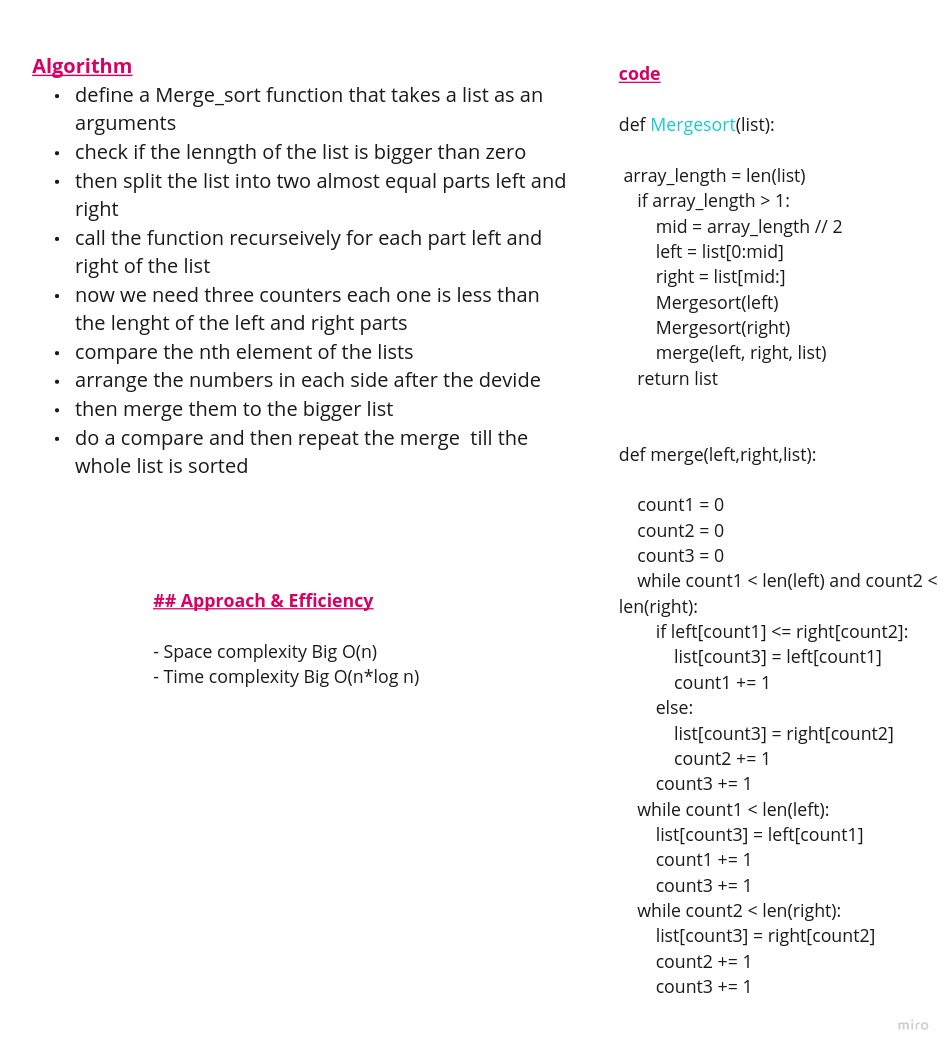 Algorithm
• define a Merge_sort function that takes a list as an
arguments
• check if the lenngth of the list is bigger than zero
• then split the list into two almost equal parts left and
right
• call the function recurseively for each part left and
right of the list
• now we need three counters each one is less than
the lenght of the left and right parts
• compare the nth element of the lists
• arrange the numbers in each side after the devide
• then merge them to the bigger list
• do a compare and then repeat the merge  till the
whole list is sorted
## Approach & Efficiency
- Space complexity Big O(n)
- Time complexity Big O(n*log n)
code
def Mergesort(list):
 array_length = len(list)
    if array_length > 1:
        mid = array_length // 2
        left = list[0:mid]
        right = list[mid:]
        Mergesort(left)
        Mergesort(right)
        merge(left, right, list)
    return list
def merge(left,right,list):
    count1 = 0
    count2 = 0
    count3 = 0
    while count1 < len(left) and count2 <
len(right):
        if left[count1] <= right[count2]:
            list[count3] = left[count1]
            count1 += 1
        else:
            list[count3] = right[count2]
            count2 += 1
        count3 += 1
    while count1 < len(left):
        list[count3] = left[count1]
        count1 += 1
        count3 += 1
    while count2 < len(right):
        list[count3] = right[count2]
        count2 += 1
        count3 += 1
miro